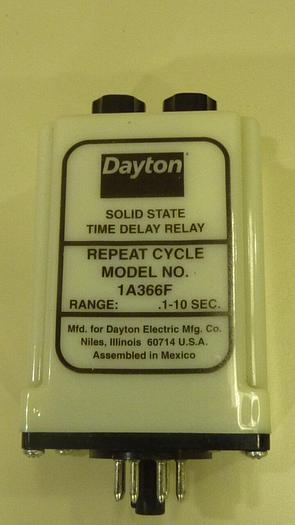 Dayton
SOLID STATE
TIME DELAY RELAY
REPEAT CYCLE
MODEL NO.
1A366F
RANGE: .1-10 SEC.
Mfd. for Dayton Electric Mfg. Co.
Niles, Illinois 60714 U.S.A.
Assembled in Mexico